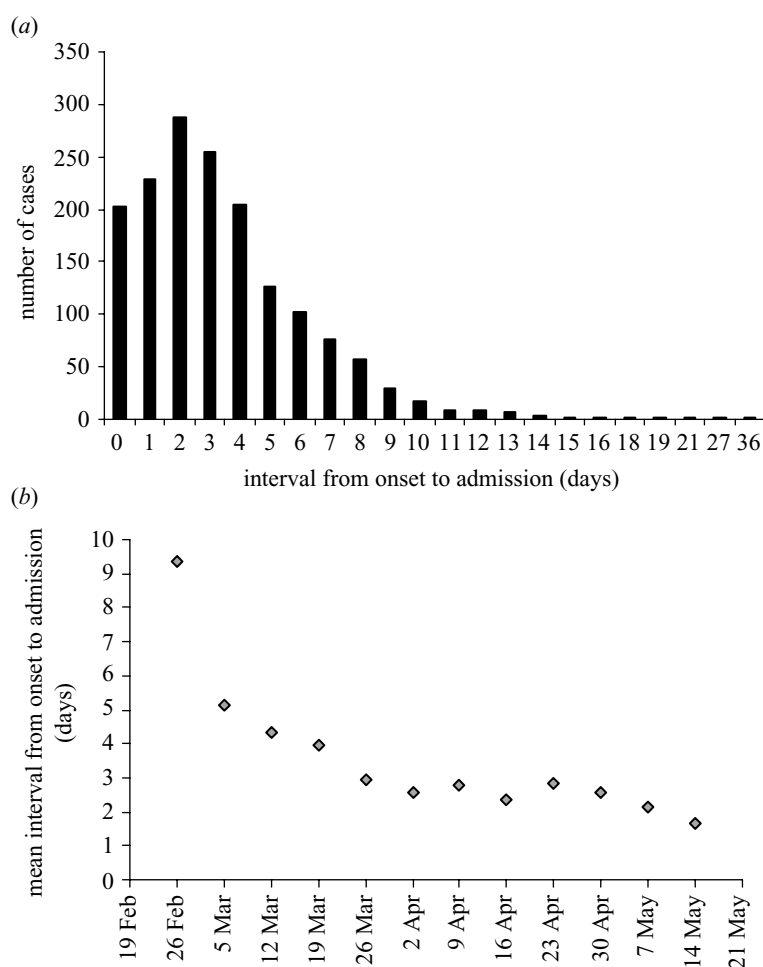 (a)
350
300
250
200
150
100
50
0
number of cases
0 1 2 3 4 5 6 7 8 9 10 11 12 13 14 15 16 18 19 21 27 36
interval from onset to admission (days)
(b)
10
9
8
7
6
5
4
3
2
1
0
mean interval from onset to admission
(days)
19 Feb
26 Feb
5 Mar
12 Mar
19 Mar
26 Mar
2 Apr
9 Apr
16 Apr
23 Apr
30 Apr
7 May
14 May
21 May